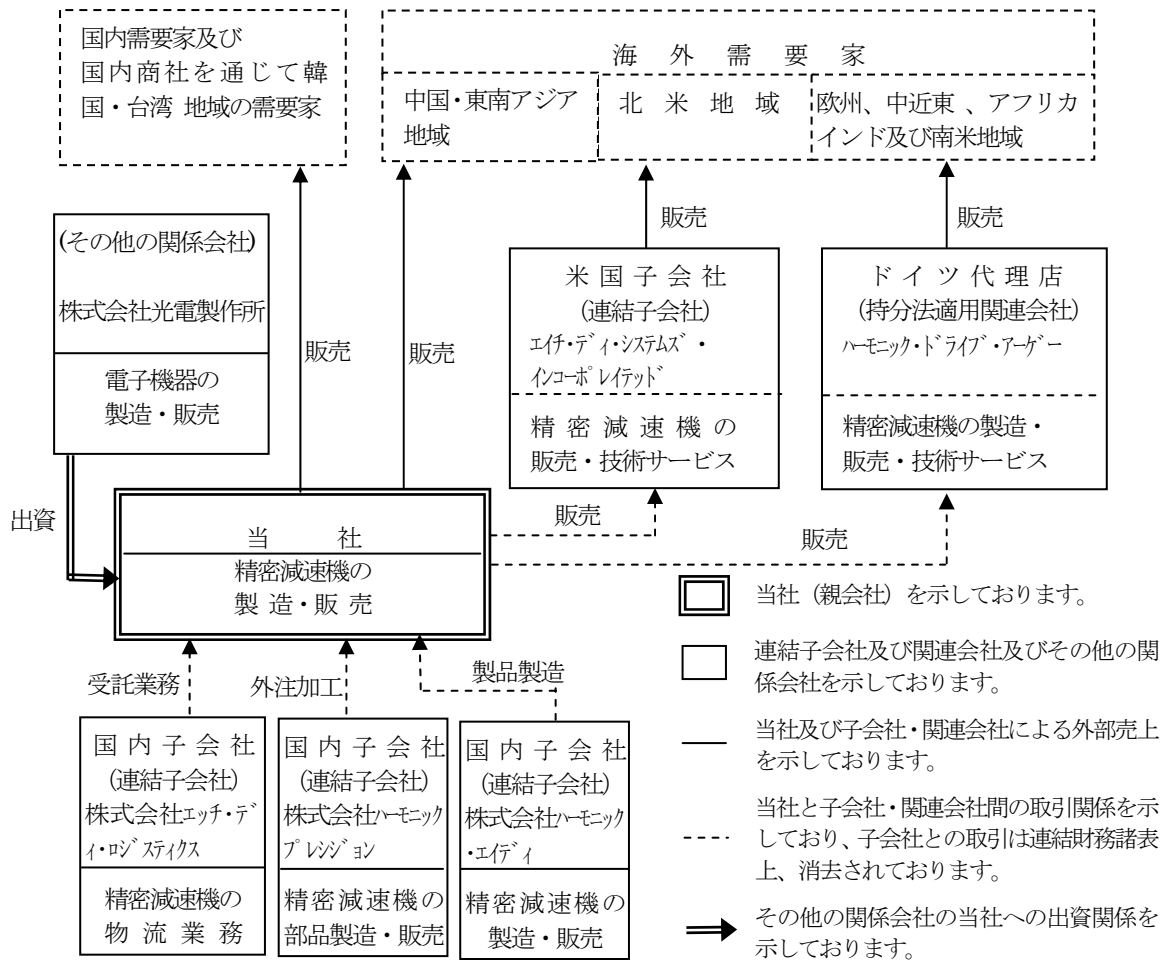 国内需要家及び
国内商社を通じて韓
国・台湾 地域の需要家
海外需要家
中国・東南アジア
地域
北米地域
欧州、中近東 、アフリカ
インド及び南米地域
販売
販売
(その他の関係会社)
株式会社光電製作所
電子機器の
製造・販売
販売
販売
米国子会社
(連結子会社)
エイチ・ディ・システムズ・
インコーポレイテッド
精密減速機の
販売・技術サービス
ドイツ代理店
(持分法適用関連会社)
ハーモニック・ドライブ・アーゲー
精密減速機の製造・
販売・技術サービス
出資
当社
精密減速機の
製造・販売
販売
販売
受託業務
外注加工
製品製造
国内子会社
(連結子会社)
株式会社エッチ・デ
ィ・ロジスティクス
精密減速機の
物流業務
国内子会社
(連結子会社)
株式会社ハーモニック
プレシジョン
精密減速機の
部品製造・販売
国内子会社
(連結子会社)
株式会社ハーモニック
・エイディ
精密減速機の
製造・販売
当社(親会社)を示しております。
連結子会社及び関連会社及びその他の関
係会社を示しております。
当社及び子会社・関連会社による外部売上
を示しております。
当社と子会社・関連会社間の取引関係を示
しており、子会社との取引は連結財務諸表
上、消去されております。
その他の関係会社の当社への出資関係を
示しております。